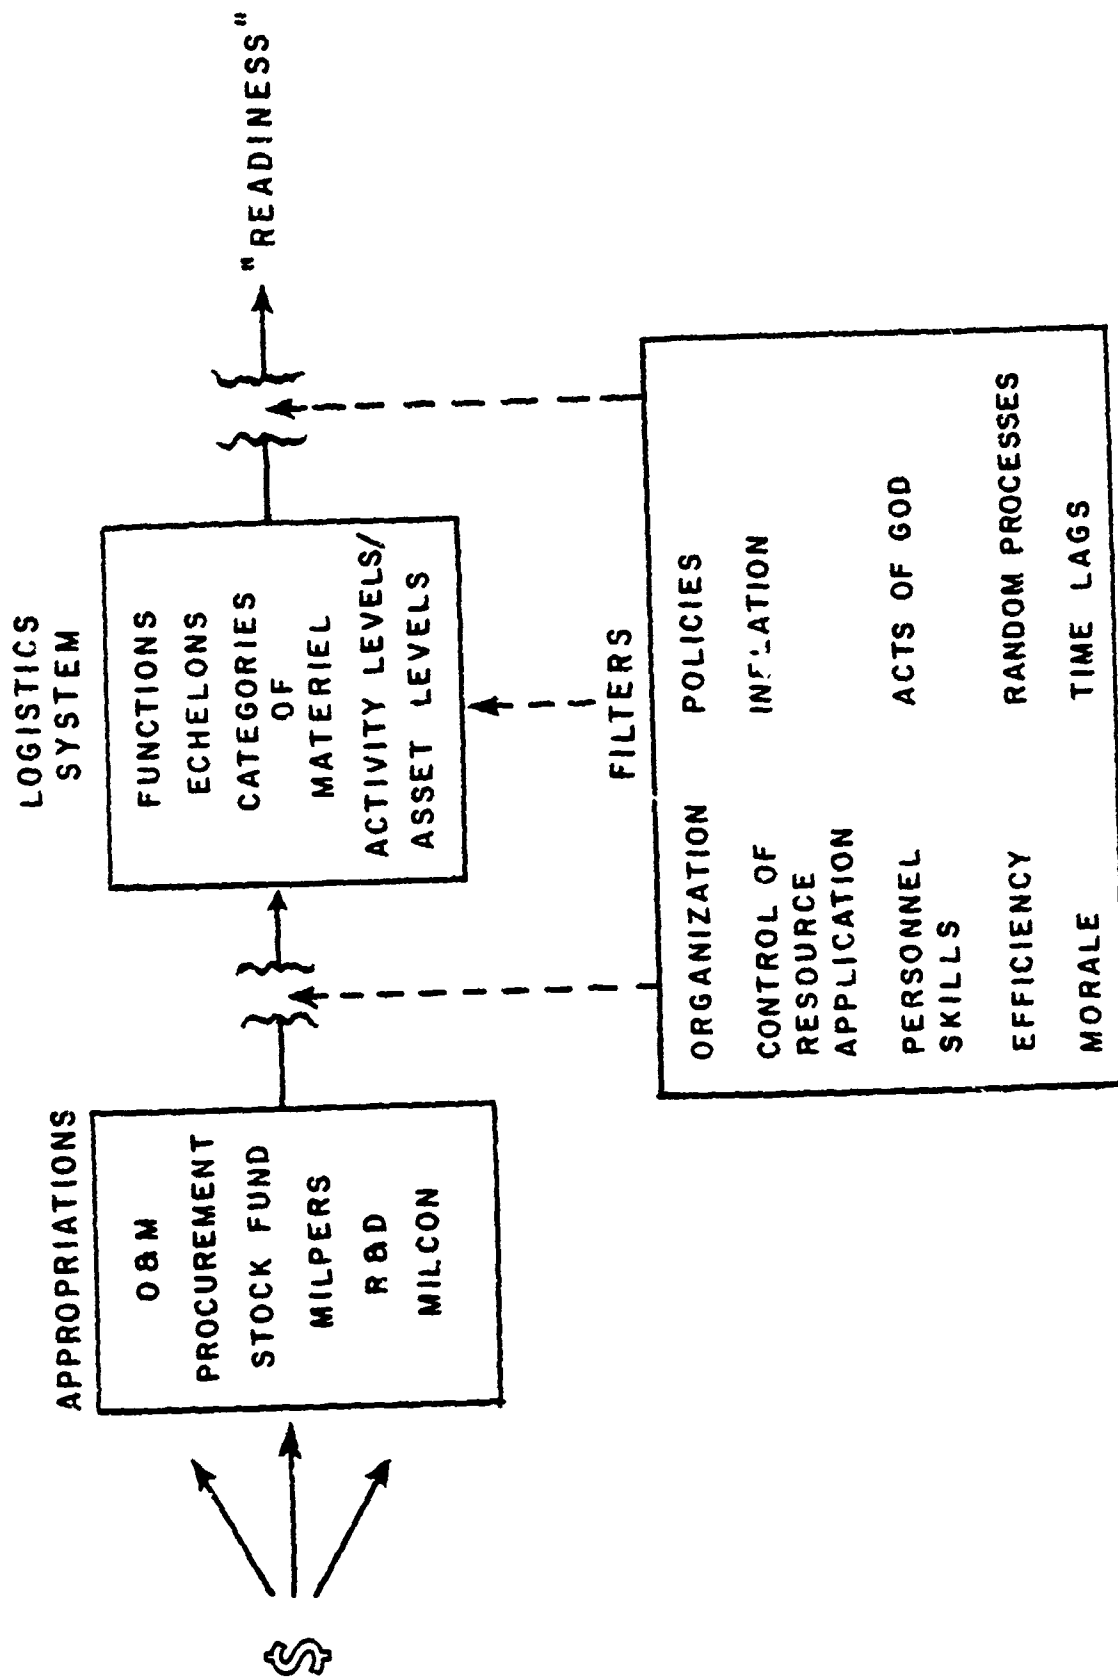 $
APPROPRIATIONS
O&M
PROCUREMENT
STOCK FUND
MILPERS
R&D
MILCON
LOGISTICS
SYSTEM
FUNCTIONS
ECHELONS
CATEGORIES
OF
MATERIEL
ACTIVITY LEVELS/
ASSET LEVELS
"READINESS"
FILTERS
ORGANIZATION
CONTROL OF
RESOURCE
APPLICATION
PERSONNEL
SKILLS
EFFICIENCY
MORALE
POLICIES
INFLATION
ACTS OF GOD
RANDOM PROCESSES
TIME LAGS